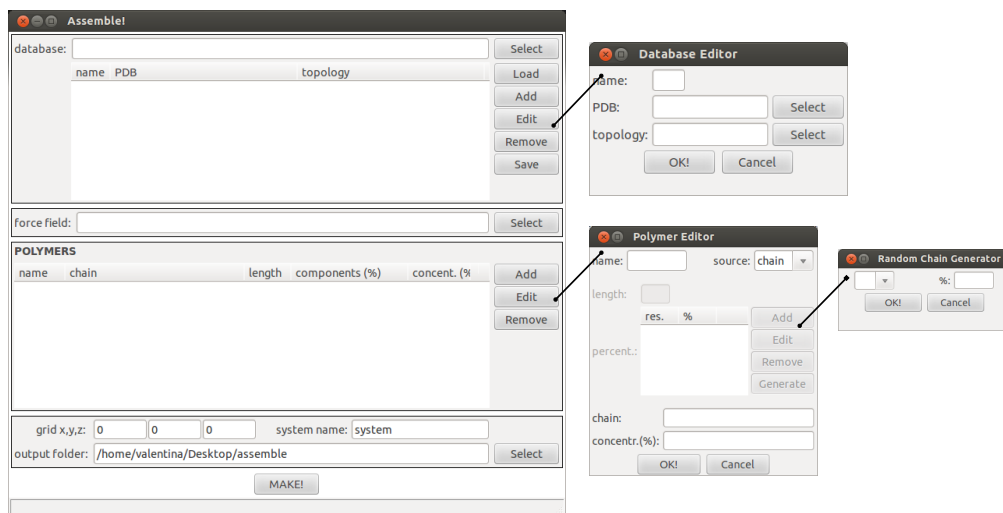 Assemble!
database: Select
name PDB topology
Load
Add
Edit
Remove
Save
force field: Select
POLYMERS
name chain length components (%) concent. (%
Add
Edit
Remove
grid x,y,z: 0 0 0 system name: system
output folder: /home/valentina/Desktop/assemble Select
MAKE!
Database Editor
name:
PDB: Select
topology: Select
OK! Cancel
Polymer Editor
name: source: chain
length:
res. %
percent.:
Add
Edit
Remove
Generate
chain:
concentr.(%):
OK! Cancel
Random Chain Generator
%:
OK! Cancel